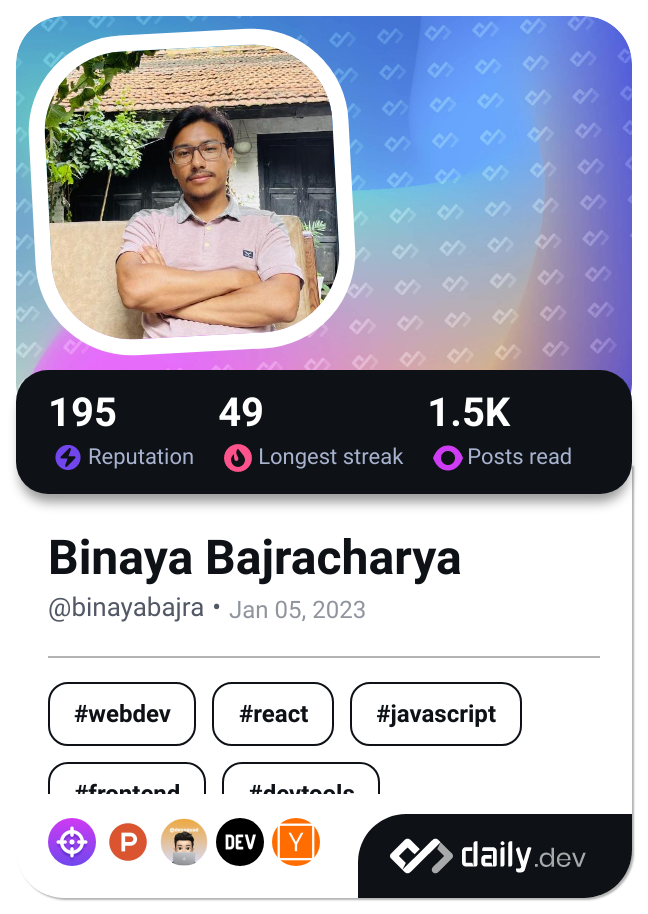 195 49 1.5K
Reputation Longest streak Posts read
Binaya Bajracharya
@binayabajra • Jan 05, 2023
#webdev #react #javascript
#frontend #devtools
P DEV Y
daily.dev